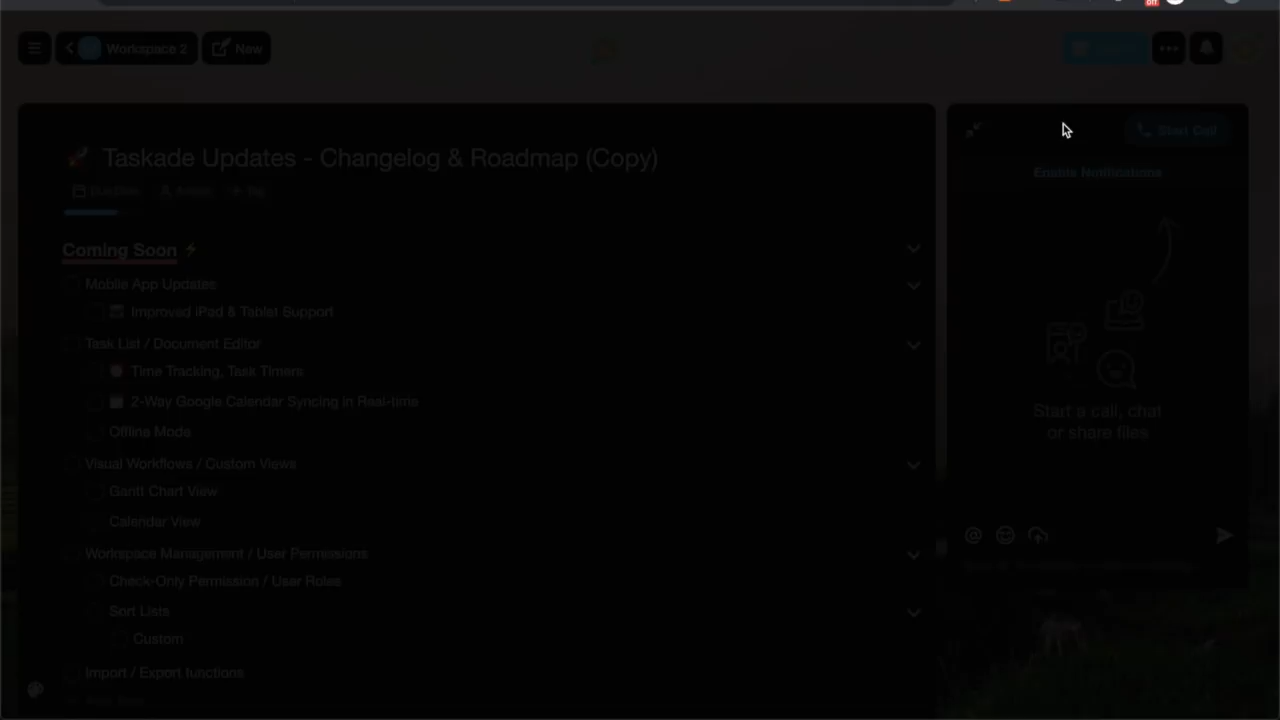 off
Workspace 2
New
Start Call
🚀 Taskade Updates - Changelog & Roadmap (Copy)
Enable Notifications
Coming Soon ⚡
Mobile App Updates
Improved iPad & Tablet Support
Task List / Document Editor
Time Tracking, Task Timers
2-Way Google Calendar Syncing in Real-time
Offline Mode
Visual Workflows / Custom Views
Gantt Chart View
Calendar View
Workspace Management / User Permissions
Check-Only Permission / User Roles
Sort Lists
Custom
Import / Export functions
Start a call, chat
or share files